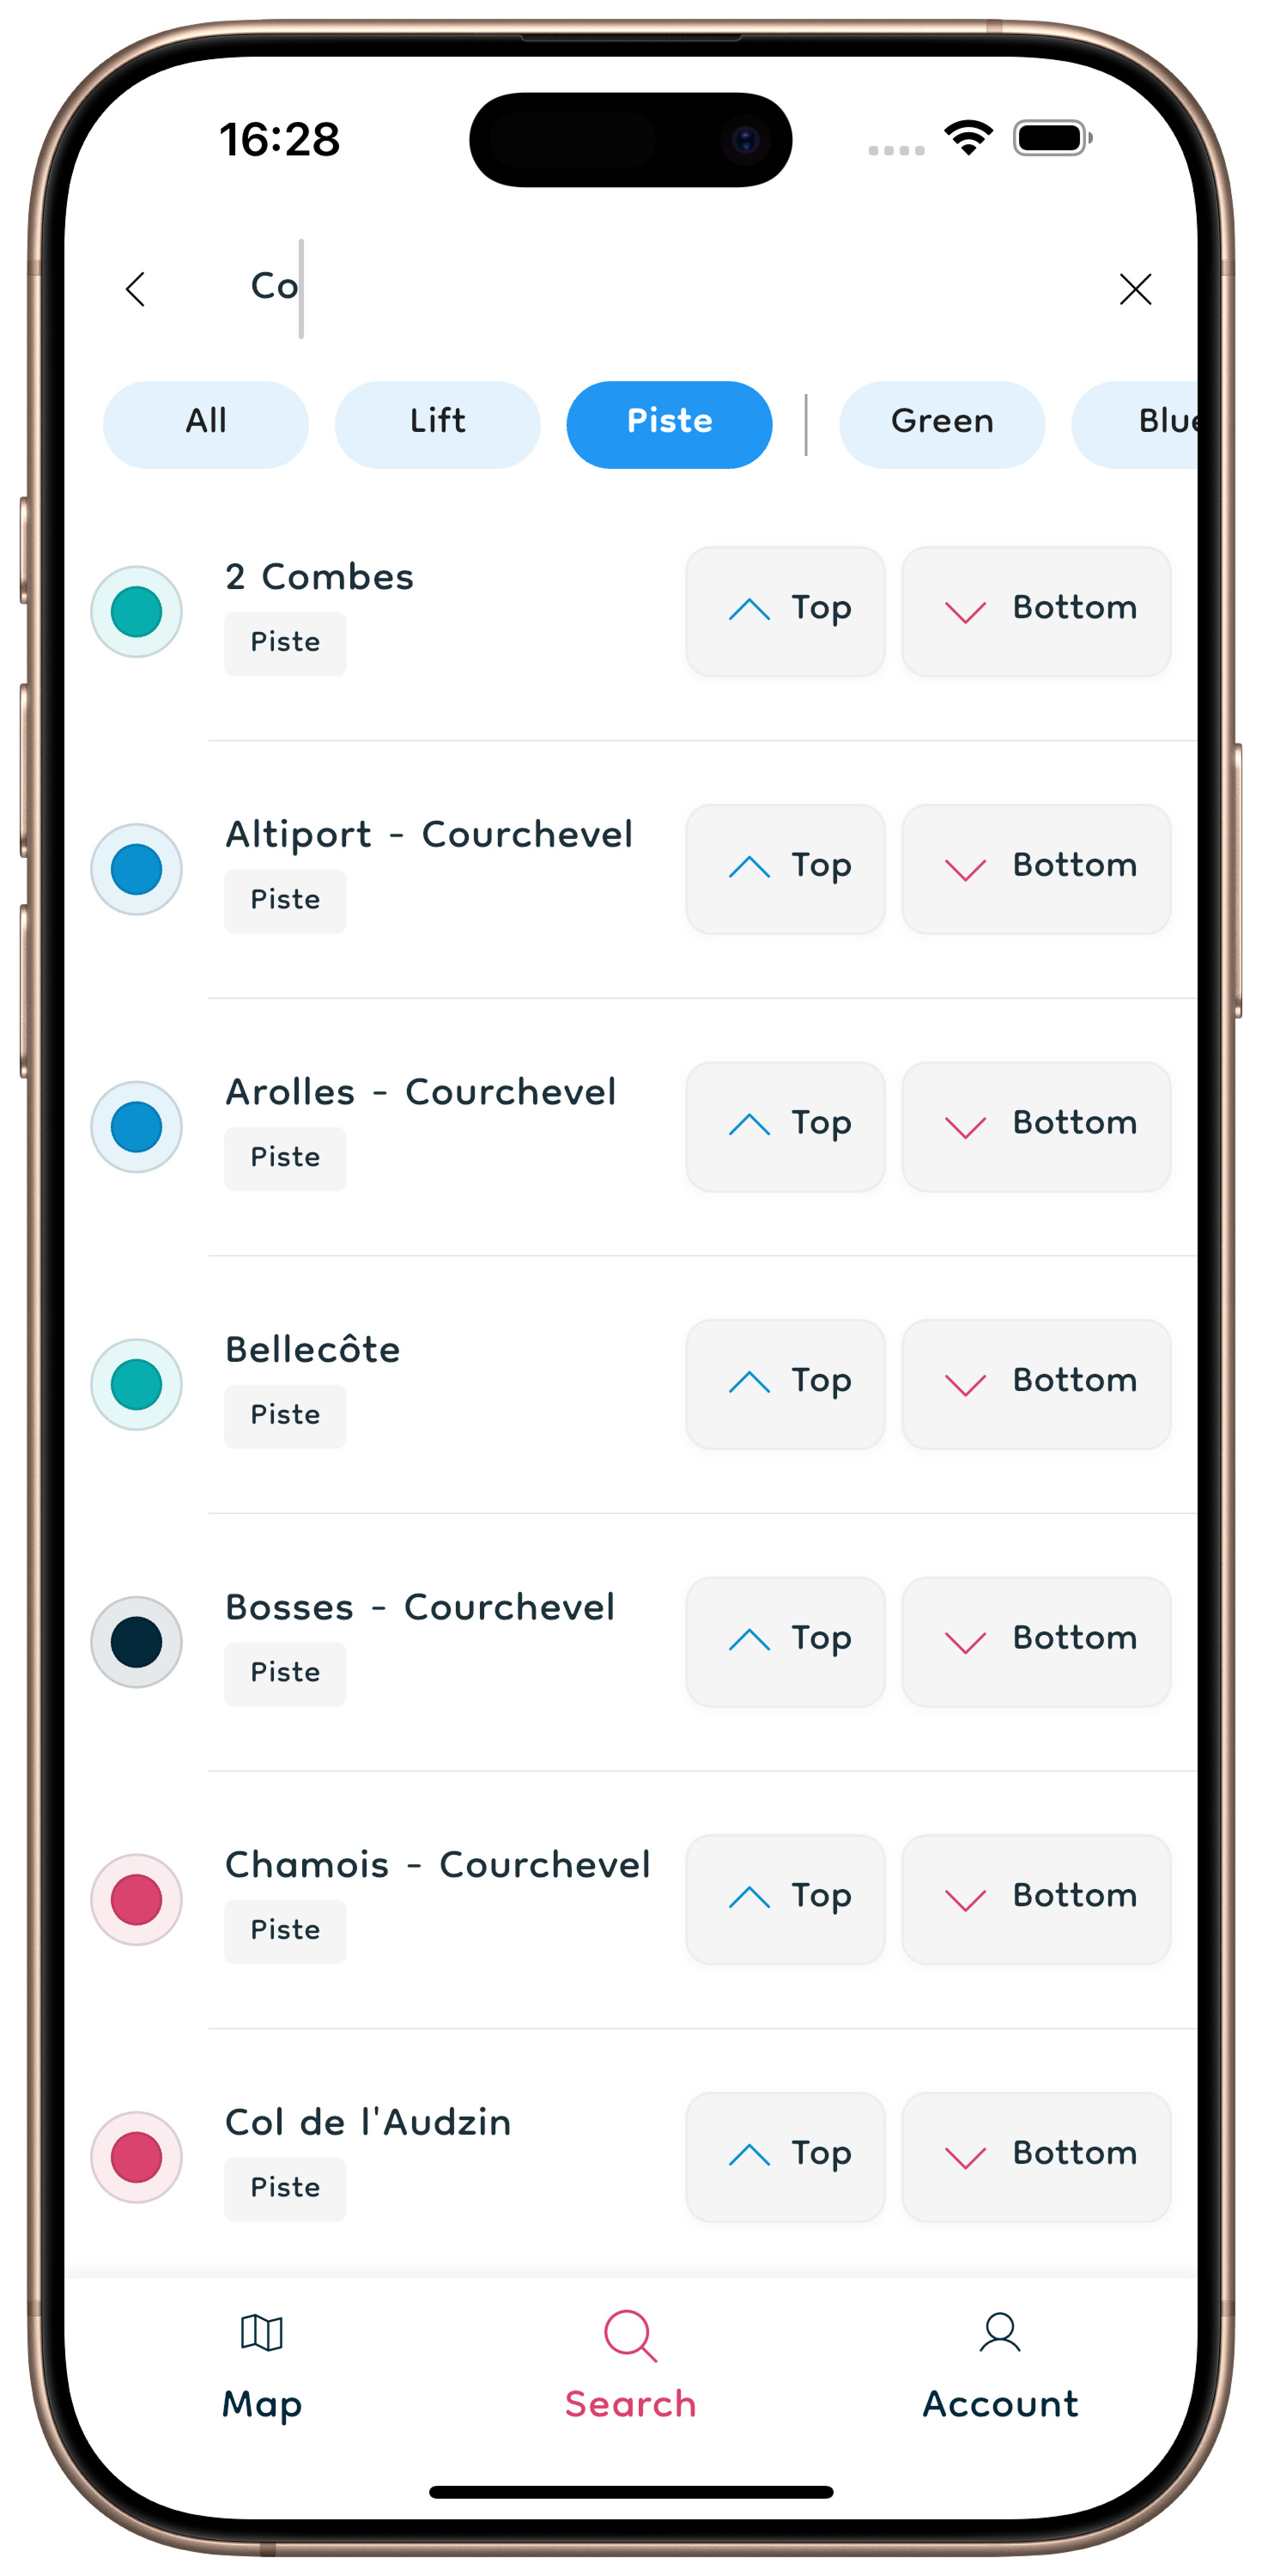 16:28
Co
All Lift Piste Green Blue
2 Combes
Piste
Top Bottom
Altiport - Courchevel
Piste
Top Bottom
Arolles - Courchevel
Piste
Top Bottom
Bellecôte
Piste
Top Bottom
Bosses - Courchevel
Piste
Top Bottom
Chamois - Courchevel
Piste
Top Bottom
Col de l'Audzin
Piste
Top Bottom
Map Search Account